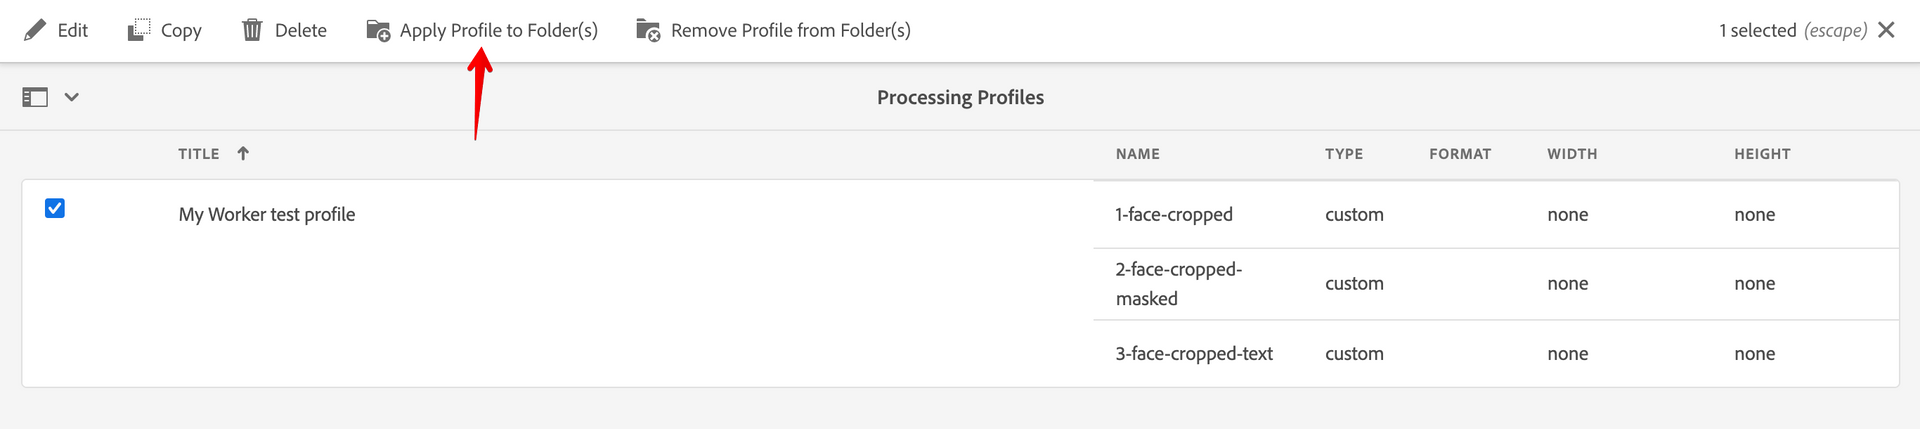 Edit Copy Delete Apply Profile to Folder(s) Remove Profile from Folder(s) 1 selected (escape)
Processing Profiles
TITLE NAME TYPE FORMAT WIDTH HEIGHT
My Worker test profile 1-face-cropped custom none none
2-face-cropped-
masked custom none none
3-face-cropped-text custom none none